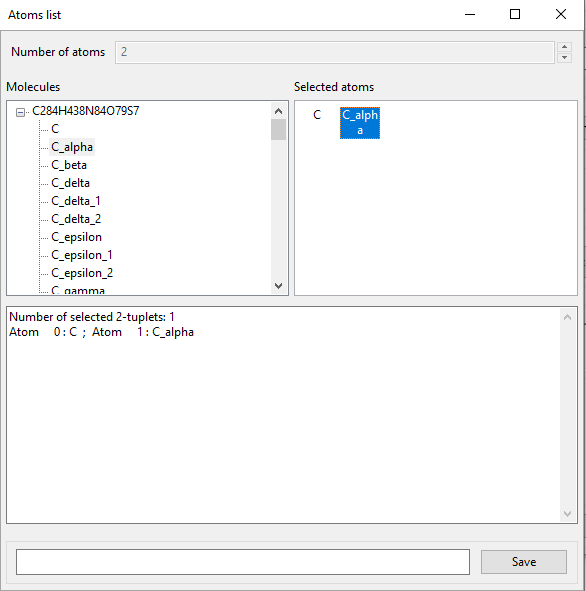 Atoms list
Number of atoms 2
Molecules
Selected atoms
C284H438N84O79S7
C
C_alpha
C_beta
C_delta
C_delta_1
C_delta_2
C_epsilon
C_epsilon_1
C_epsilon_2
C_gamma
C C_alph
a
Number of selected 2-tuplets: 1
Atom 0 : C ; Atom 1 : C_alpha
Save